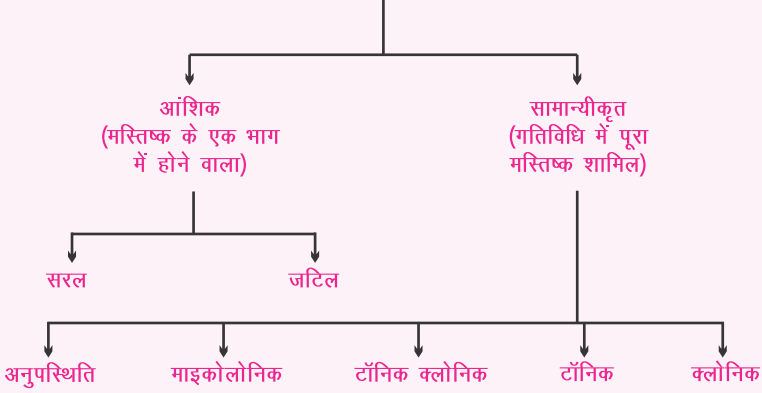 आंशिक
(मस्तिष्क के एक भाग
में होने वाला)
सामान्यीकृत
(गतिविधि में पूरा
मस्तिष्क शामिल)
सरल
जटिल
अनुपस्थिति
माइकोलोनिक
टॉनिक क्लोनिक
टॉनिक
क्लोनिक